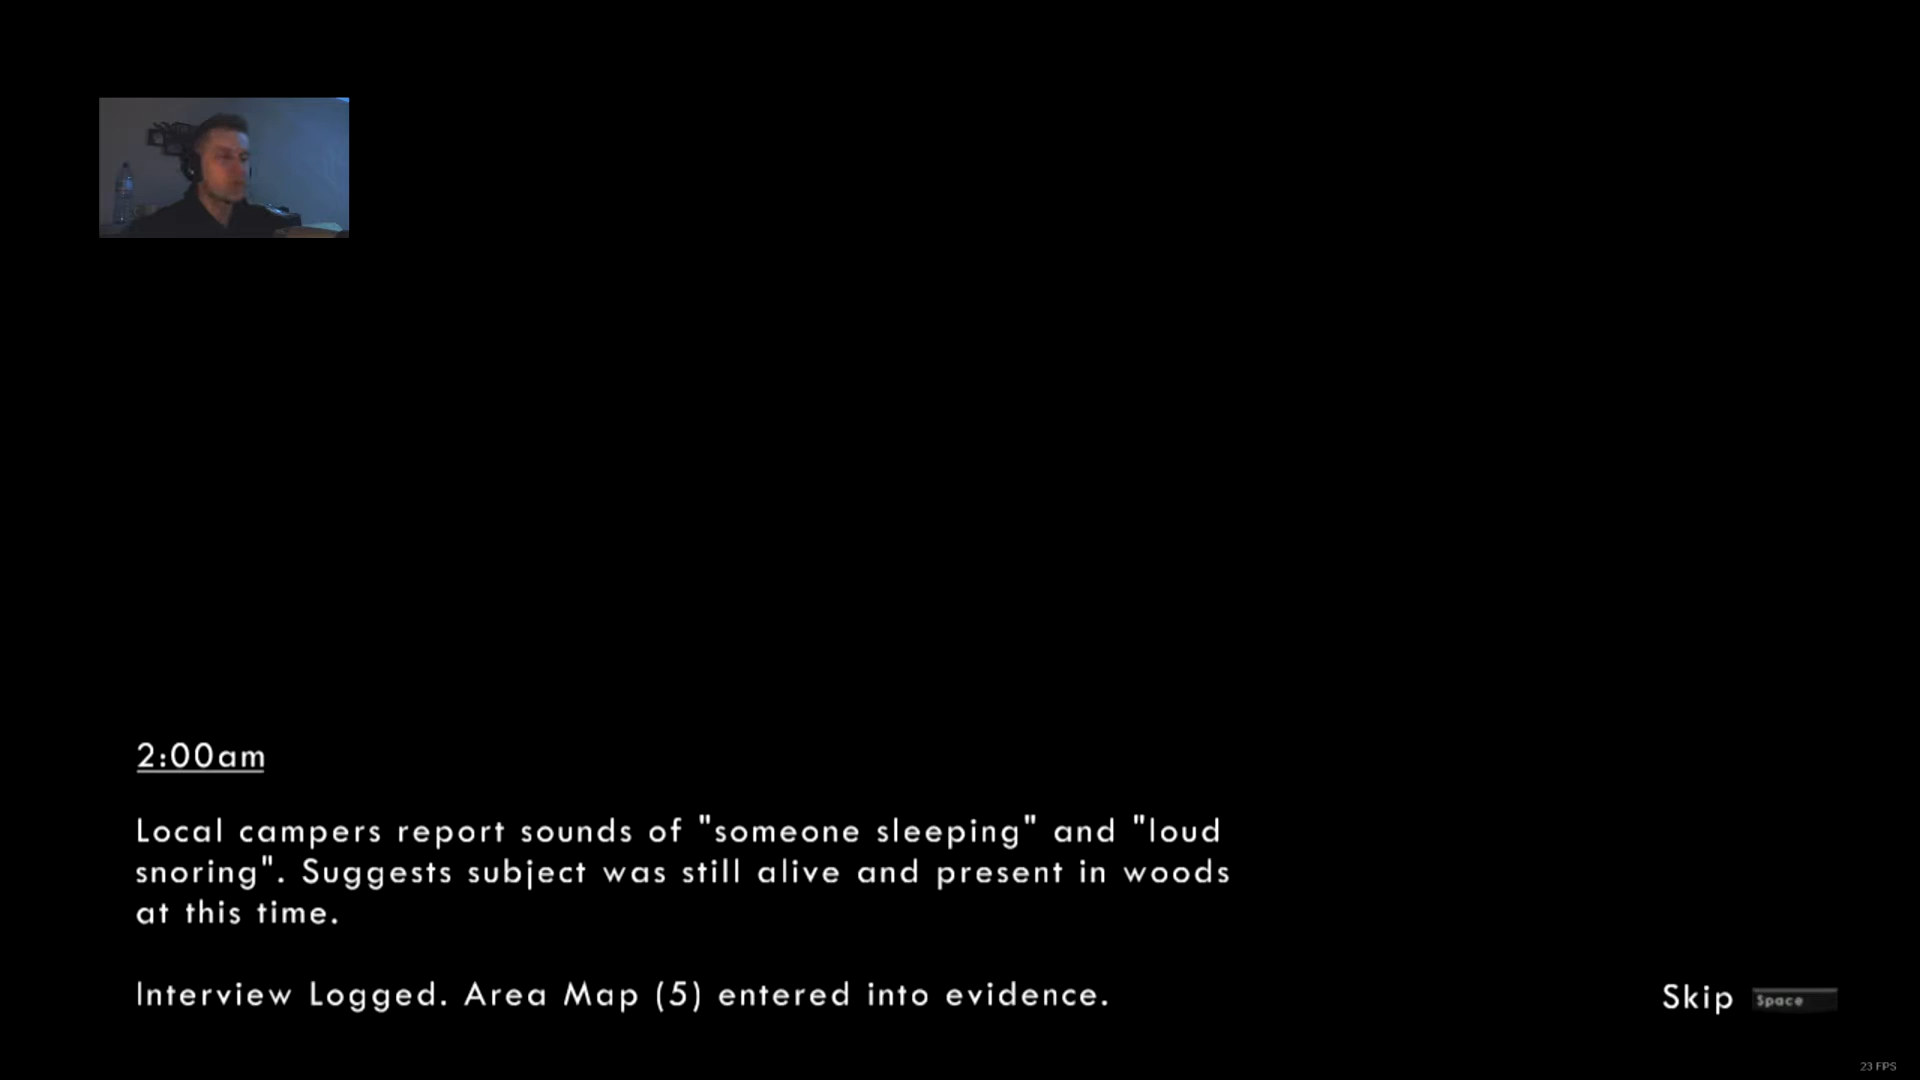 2:00am
Local campers report sounds of "someone sleeping" and "loud
snoring". Suggests subject was still alive and present in woods
at this time.
Interview Logged. Area Map (5) entered into evidence.
Skip Space
23 FPS